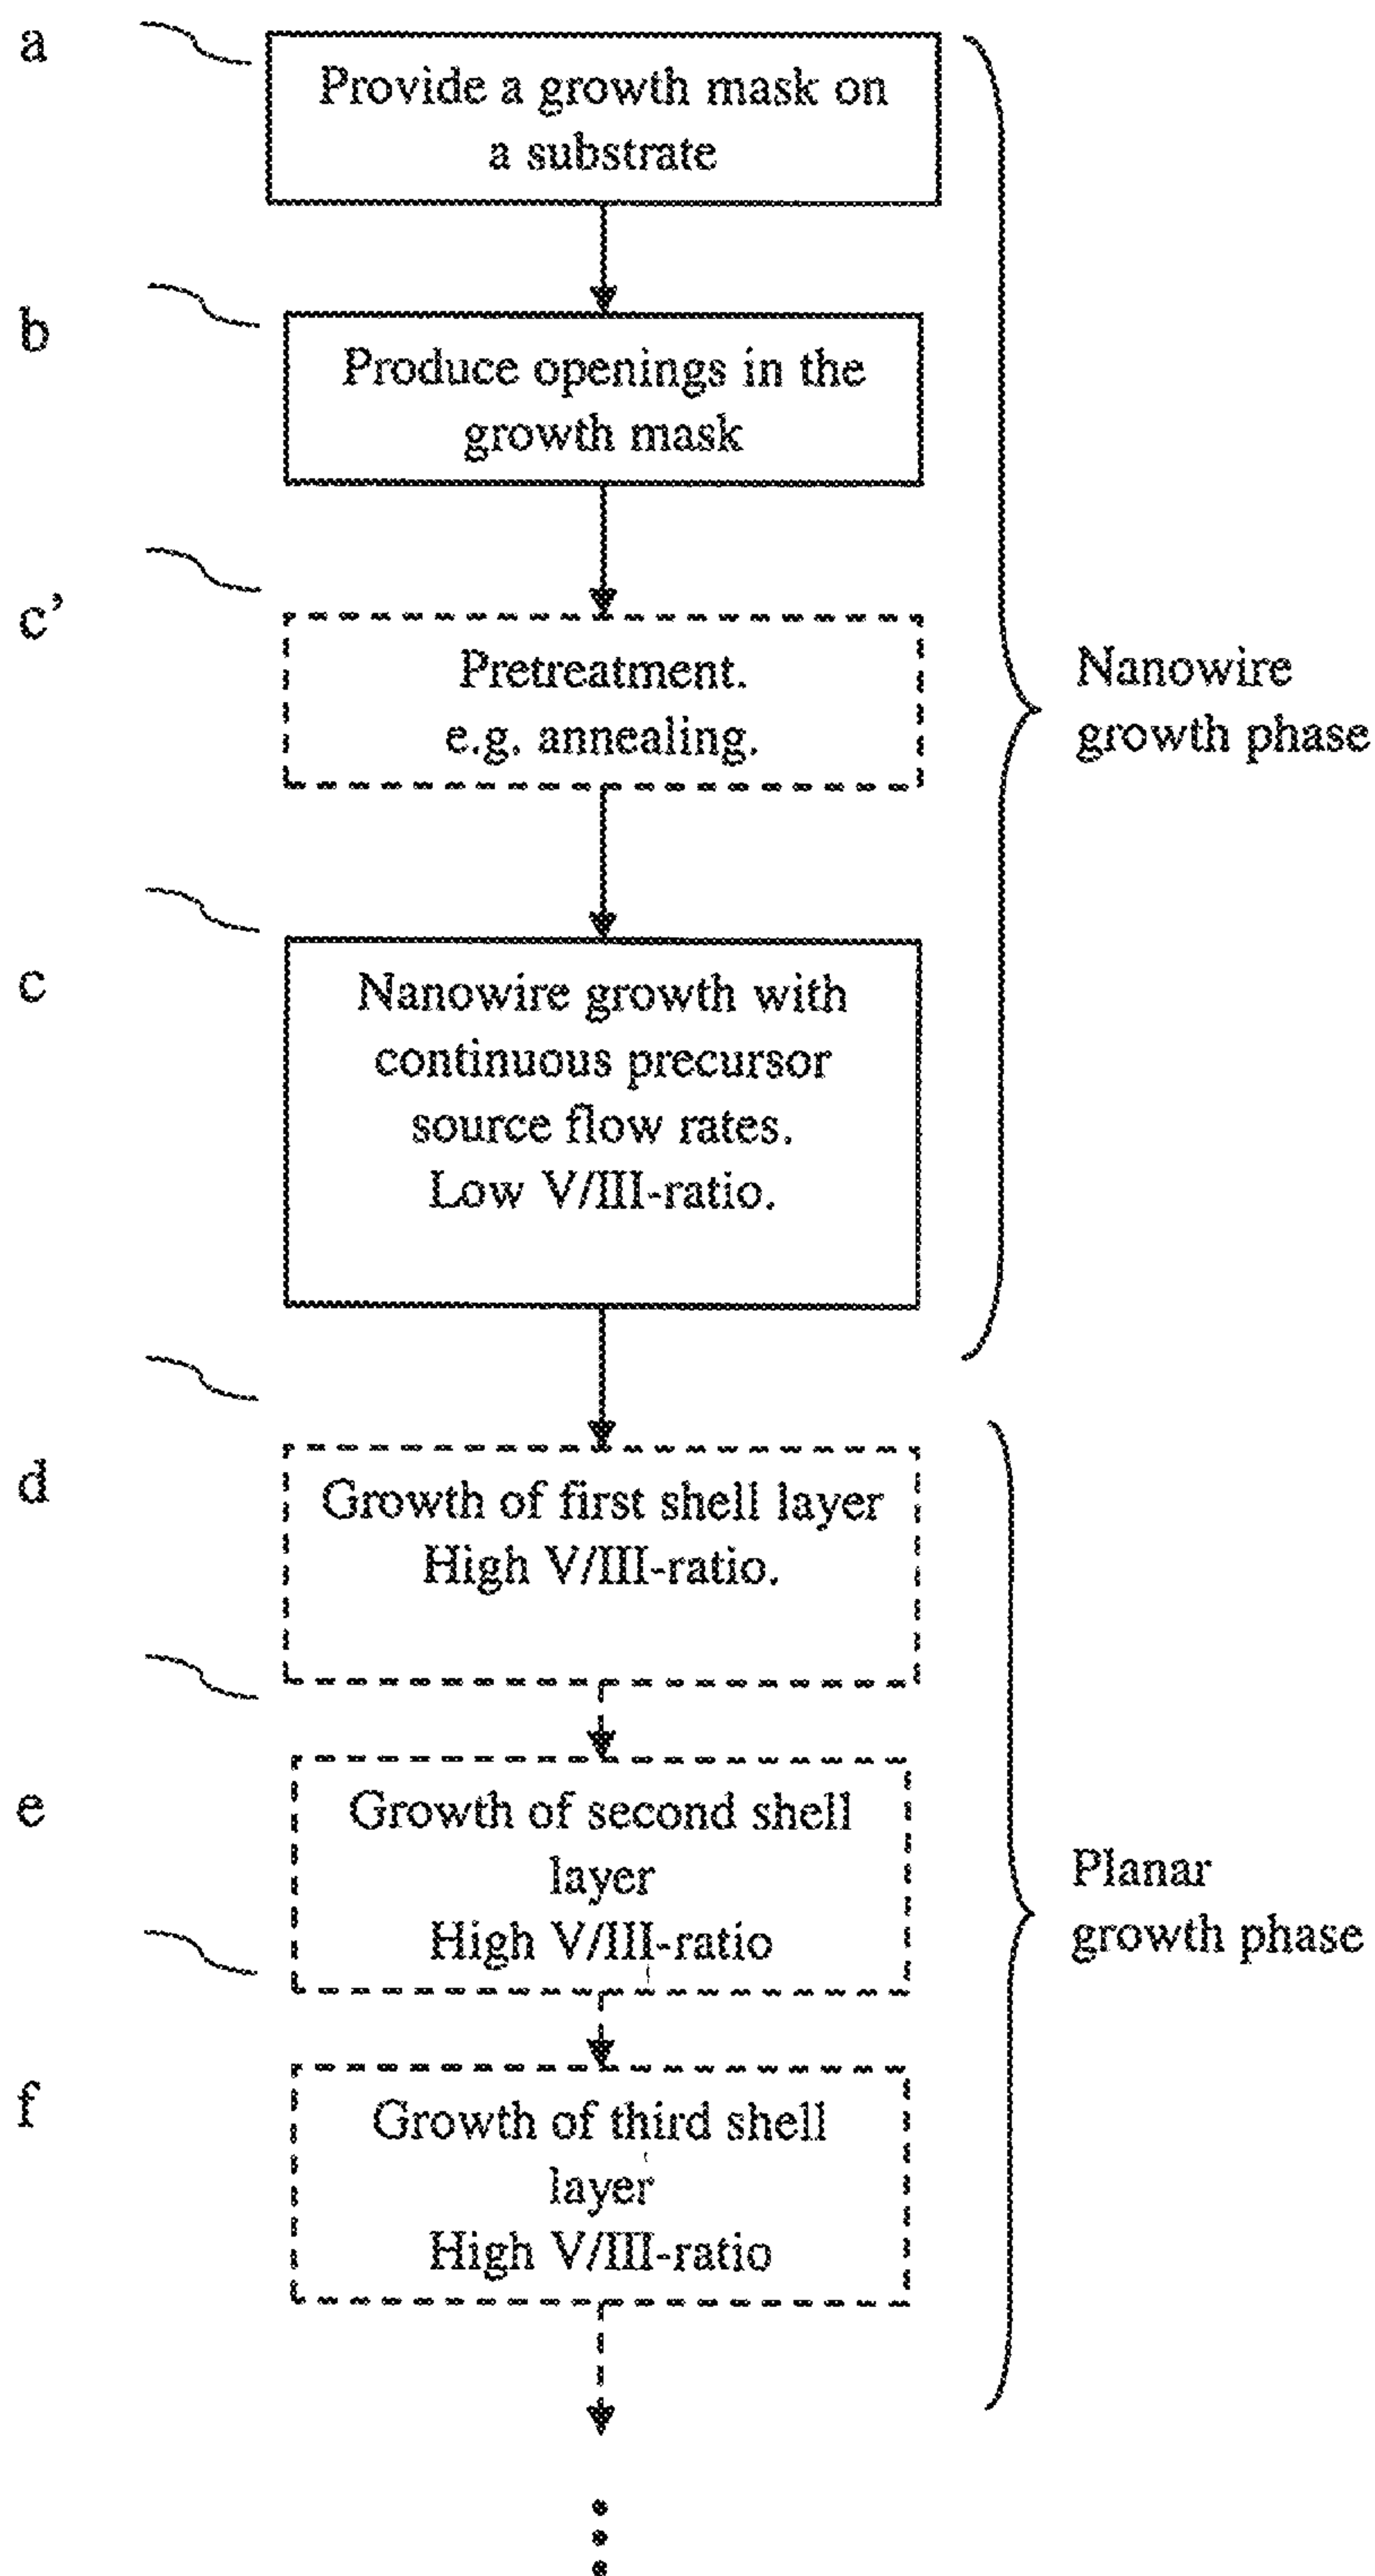 a
Provide a growth mask on
a substrate
b
Produce openings in the
growth mask
c’
Pretreatment.
e.g. annealing.
Nanowire
growth phase
c
Nanowire growth with
continuous precursor
source flow rates.
Low V/III-ratio.
d
Growth of first shell layer
High V/III-ratio.
e
Growth of second shell
layer
High V/III-ratio
Planar
growth phase
f
Growth of third shell
layer
High V/III-ratio